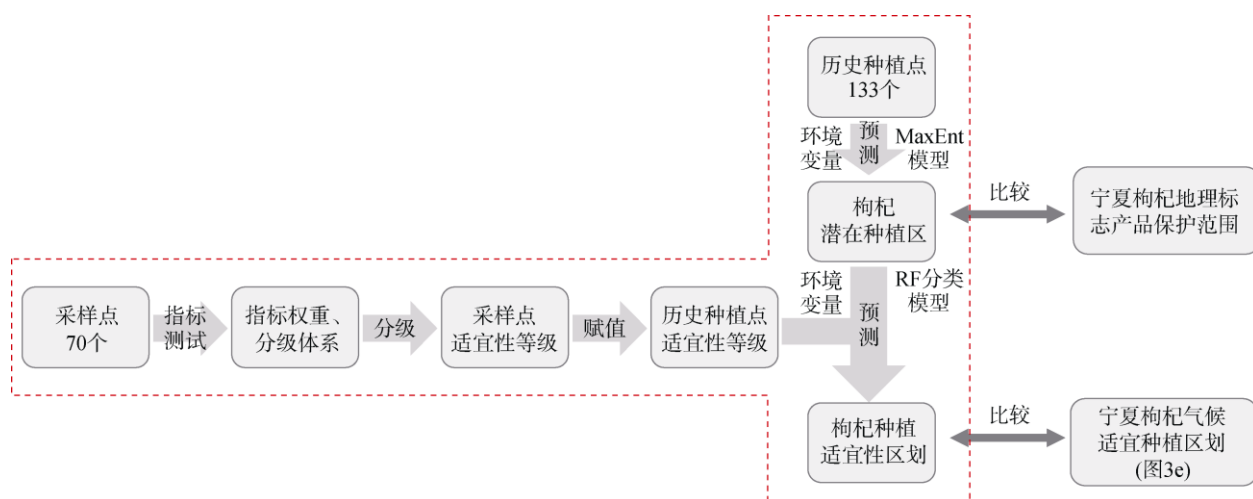 历史种植点
133个
环境
变量
预
测
MaxEnt
模型
枸杞
潜在种植区
比较
宁夏枸杞地理标
志产品保护范围
环境
变量
预测
RF分类
模型
采样点
70个
指标
测试
指标权重、
分级体系
分级
采样点
适宜性等级
赋值
历史种植点
适宜性等级
枸杞种植
适宜性区划
比较
宁夏枸杞气候
适宜种植区划
(图3e)